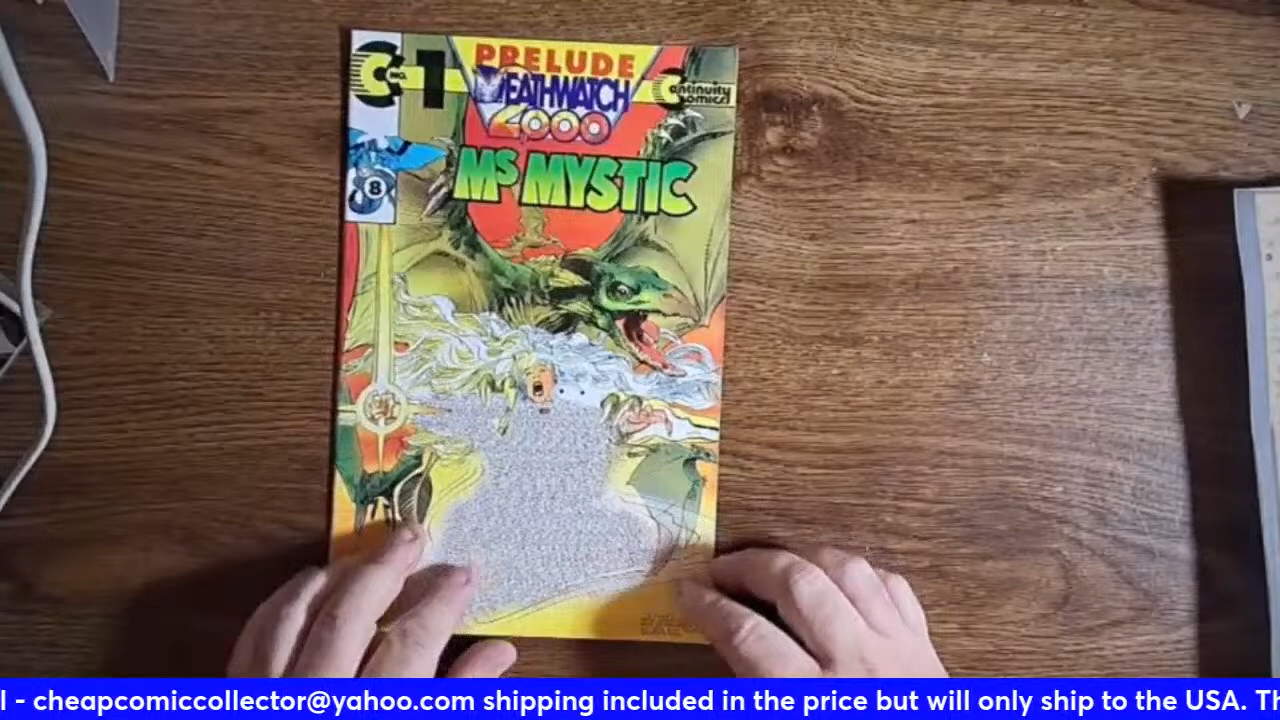 PRELUDE
DEATHWATCH
2000
NO. 1
Continuity
Comics
MS MYSTIC
8
l - cheapcomiccollector@yahoo.com shipping included in the price but will only ship to the USA. Th